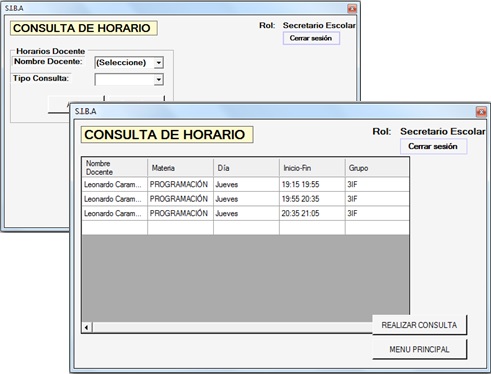 S.I.B.A
CONSULTA DE HORARIO
Rol: Secretario Escolar
Cerrar sesión
Horarios Docente
Nombre Docente: (Seleccione)
Tipo Consulta:
S.I.B.A
CONSULTA DE HORARIO
Rol: Secretario Escolar
Cerrar sesión
Nombre Docente Materia Día Inicio-Fin Grupo
Leonardo Caram... PROGRAMACIÓN Jueves 19:15 19:55 3IF
Leonardo Caram... PROGRAMACIÓN Jueves 19:55 20:35 3IF
Leonardo Caram... PROGRAMACIÓN Jueves 20:35 21:05 3IF
REALIZAR CONSULTA
MENU PRINCIPAL